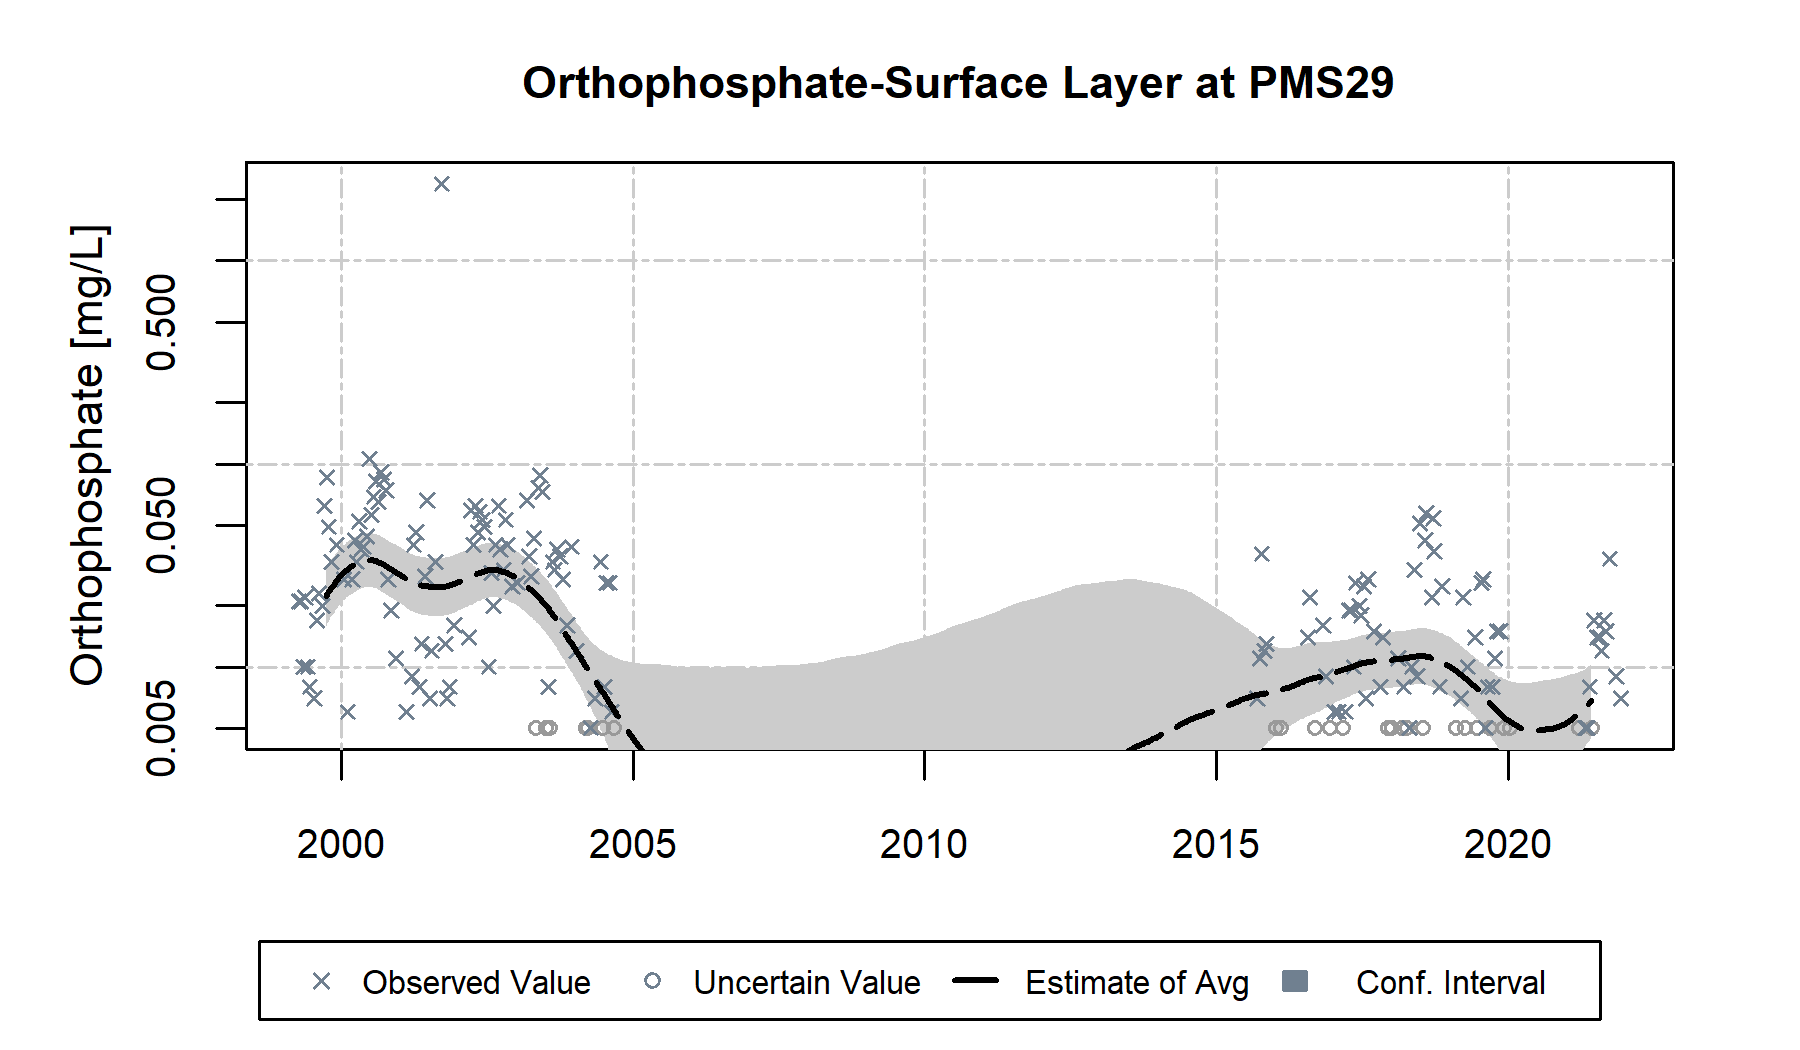 Orthophosphate-Surface Layer at PMS29
Orthophosphate [mg/L]
0.500
0.050
0.005
2000 2005 2010 2015 2020
Observed Value Uncertain Value Estimate of Avg Conf. Interval